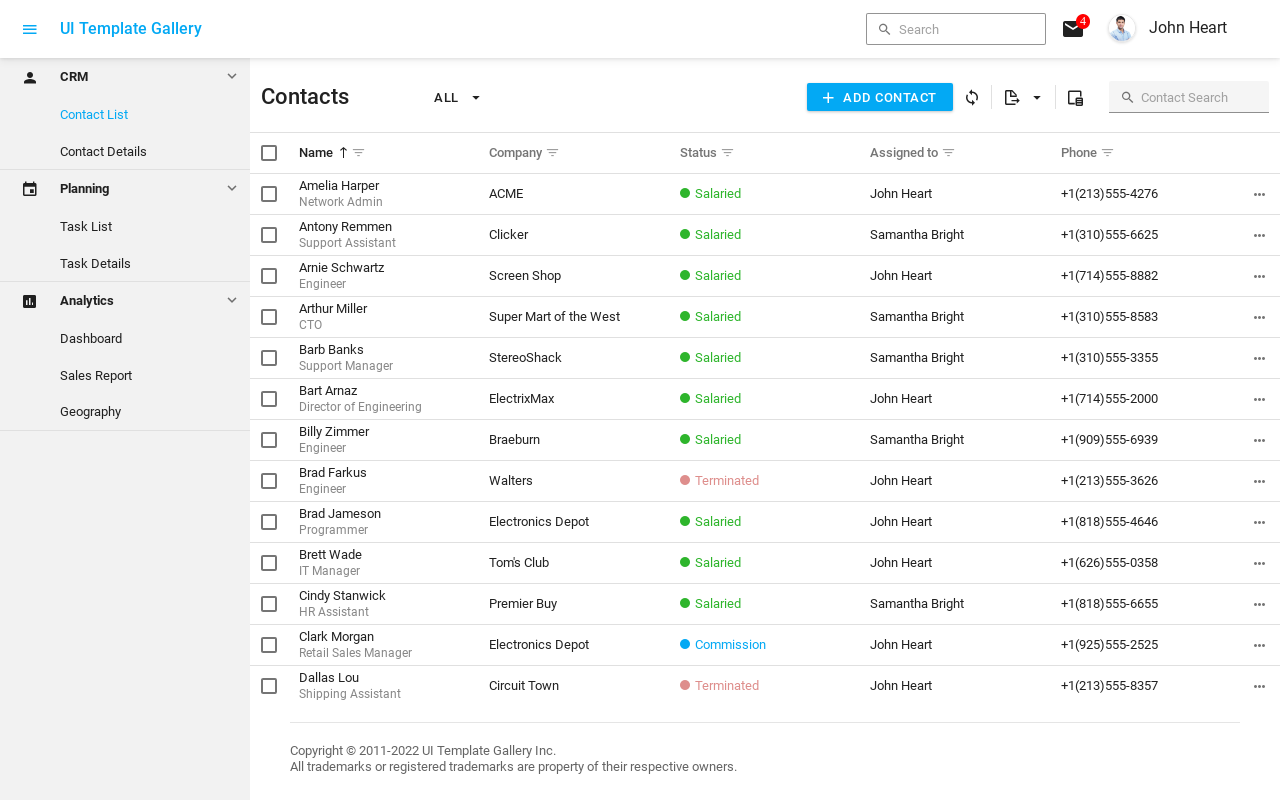 UI Template Gallery
Search
4
John Heart
CRM
Contact List
Contact Details
Planning
Task List
Task Details
Analytics
Dashboard
Sales Report
Geography
Contacts
ALL
ADD CONTACT
Contact Search
Name Company Status Assigned to Phone
Amelia Harper
Network Admin
ACME Salaried John Heart +1(213)555-4276
Antony Remmen
Support Assistant
Clicker Salaried Samantha Bright +1(310)555-6625
Arnie Schwartz
Engineer
Screen Shop Salaried John Heart +1(714)555-8882
Arthur Miller
CTO
Super Mart of the West Salaried Samantha Bright +1(310)555-8583
Barb Banks
Support Manager
StereoShack Salaried Samantha Bright +1(310)555-3355
Bart Arnaz
Director of Engineering
ElectrixMax Salaried John Heart +1(714)555-2000
Billy Zimmer
Engineer
Braeburn Salaried Samantha Bright +1(909)555-6939
Brad Farkus
Engineer
Walters Terminated John Heart +1(213)555-3626
Brad Jameson
Programmer
Electronics Depot Salaried John Heart +1(818)555-4646
Brett Wade
IT Manager
Tom's Club Salaried John Heart +1(626)555-0358
Cindy Stanwick
HR Assistant
Premier Buy Salaried Samantha Bright +1(818)555-6655
Clark Morgan
Retail Sales Manager
Electronics Depot Commission John Heart +1(925)555-2525
Dallas Lou
Shipping Assistant
Circuit Town Terminated John Heart +1(213)555-8357
Copyright © 2011-2022 UI Template Gallery Inc.
All trademarks or registered trademarks are property of their respective owners.